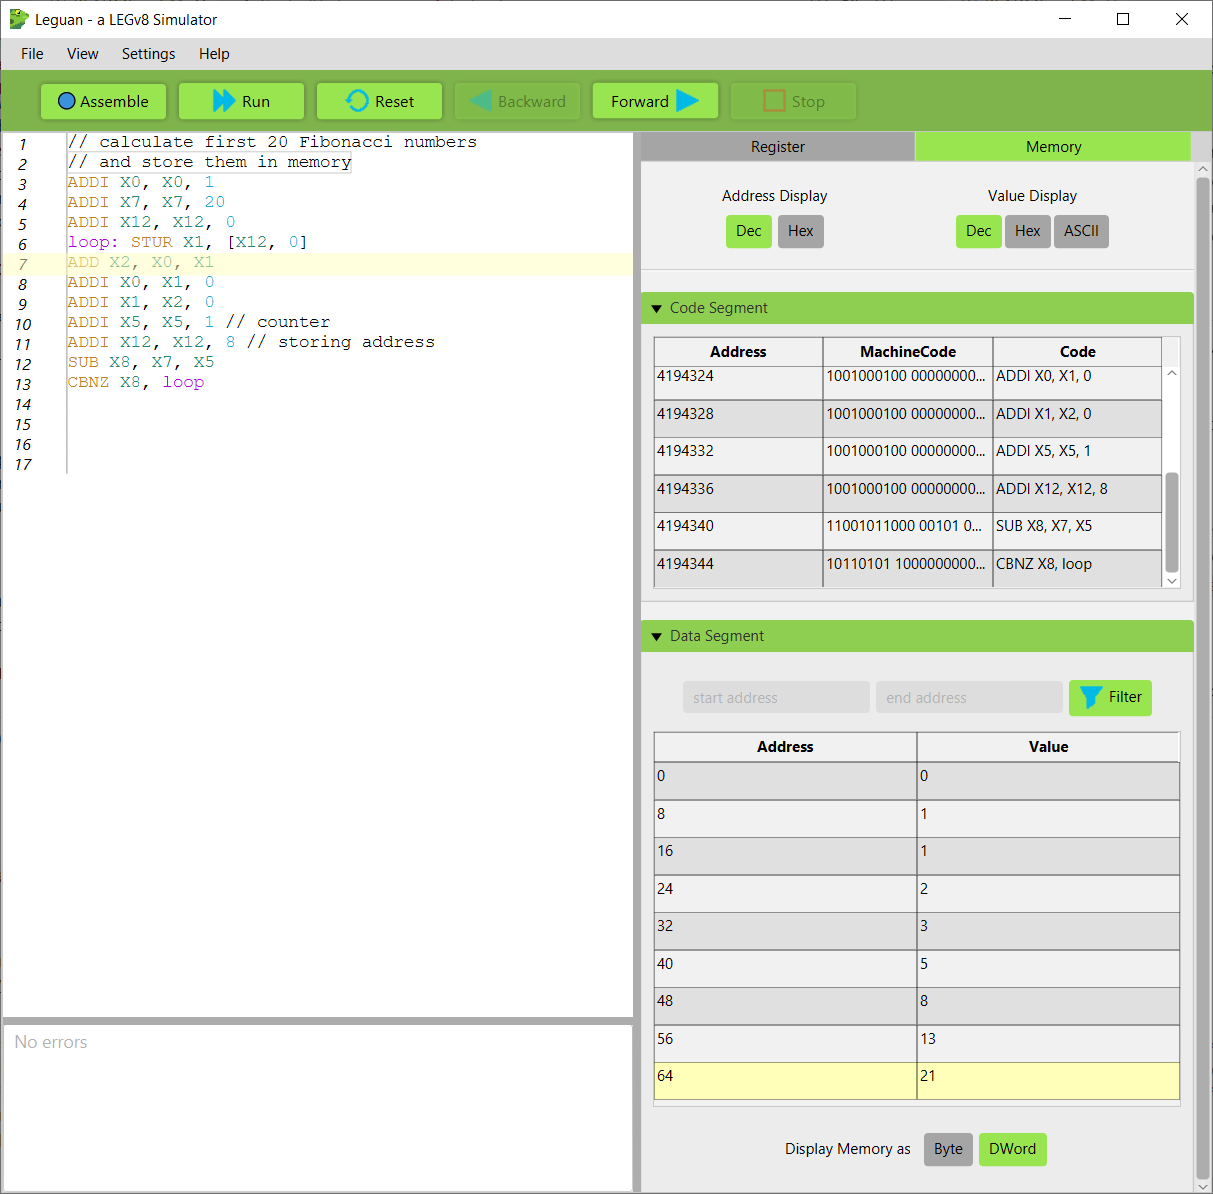 Leguan - a LEGv8 Simulator
File View Settings Help
Assemble Run Reset Backward Forward Stop
1 // calculate first 20 Fibonacci numbers
2 // and store them in memory
3 ADDI X0, X0, 1
4 ADDI X7, X7, 20
5 ADDI X12, X12, 0
6 loop: STUR X1, [X12, 0]
7 ADD X2, X0, X1
8 ADDI X0, X1, 0
9 ADDI X1, X2, 0
10 ADDI X5, X5, 1 // counter
11 ADDI X12, X12, 8 // storing address
12 SUB X8, X7, X5
13 CBNZ X8, loop
14
15
16
17
No errors
Register Memory
Address Display Value Display
Dec Hex Dec Hex ASCII
Code Segment
Address MachineCode Code
4194324 1001000100 00000000... ADDI X0, X1, 0
4194328 1001000100 00000000... ADDI X1, X2, 0
4194332 1001000100 00000000... ADDI X5, X5, 1
4194336 1001000100 00000000... ADDI X12, X12, 8
4194340 11001011000 00101 0... SUB X8, X7, X5
4194344 10110101 1000000000... CBNZ X8, loop
Data Segment
start address end address Filter
Address Value
0 0
8 1
16 1
24 2
32 3
40 5
48 8
56 13
64 21
Display Memory as Byte DWord